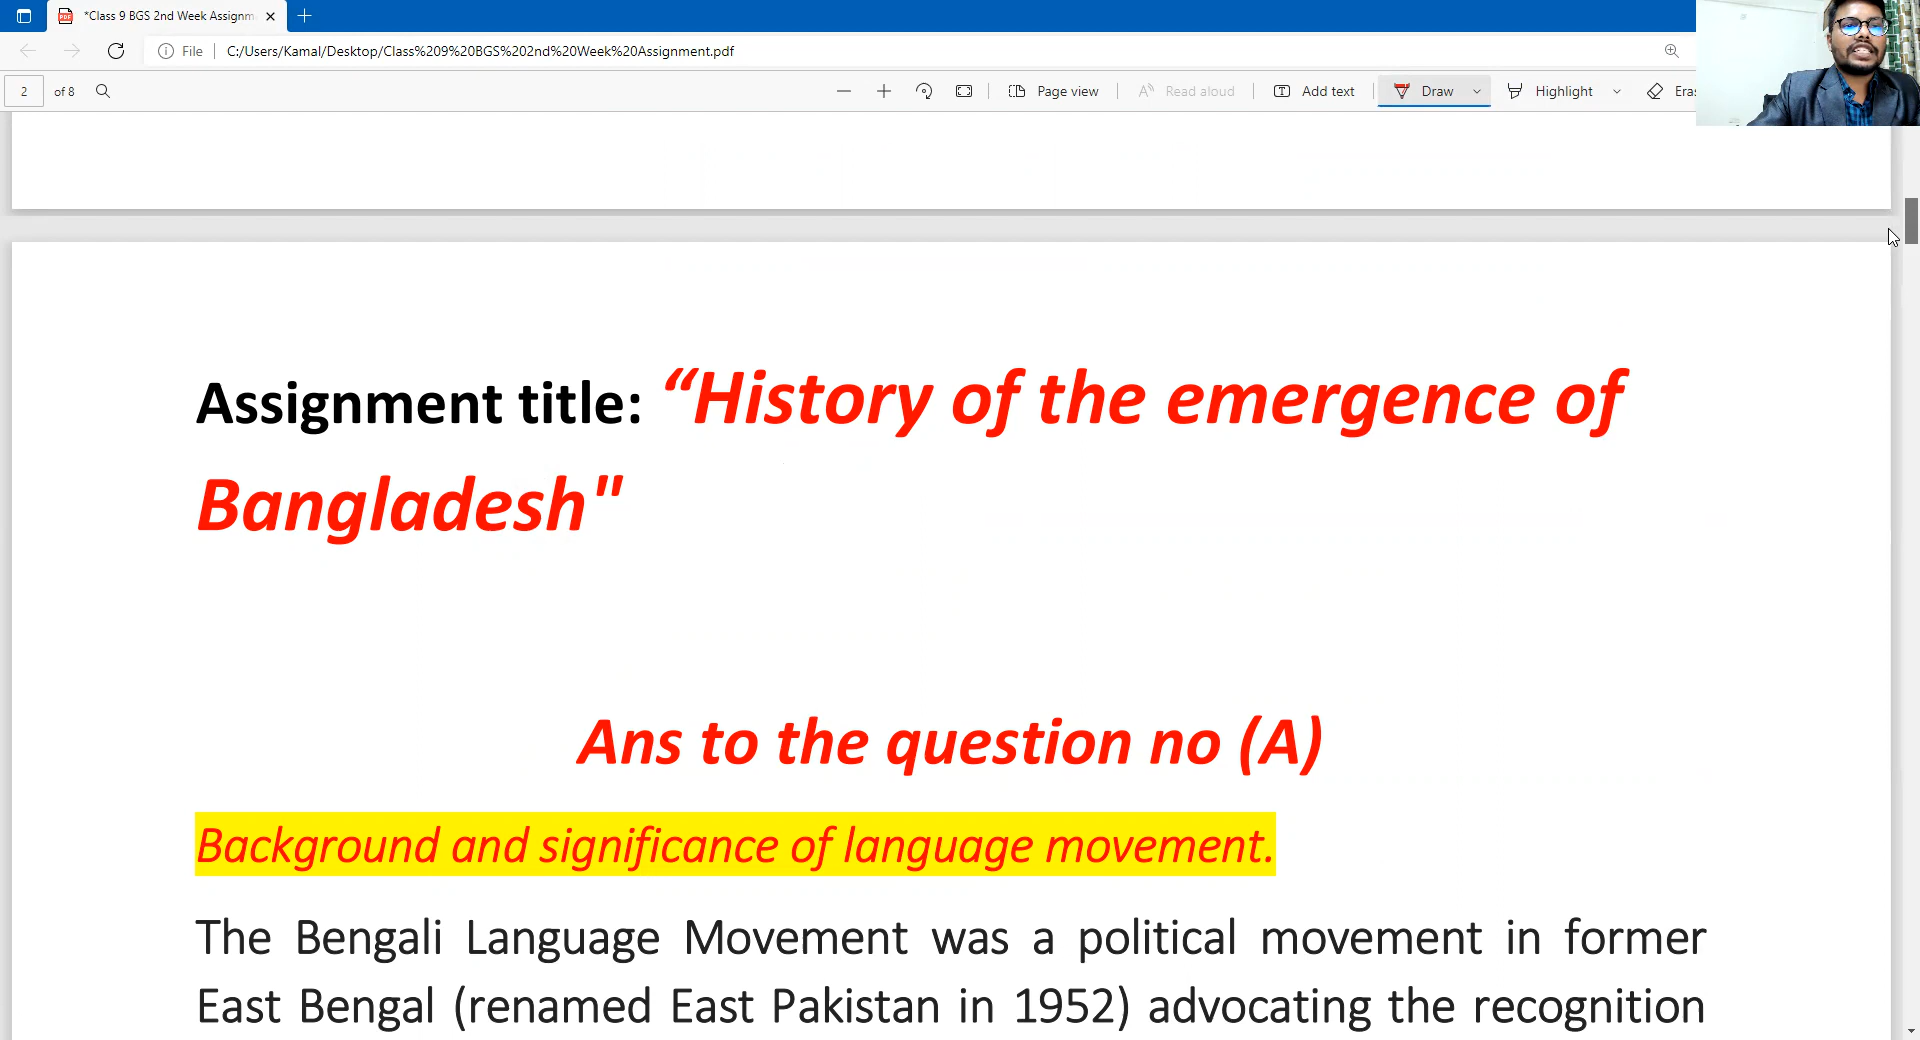 *Class 9 BGS 2nd Week Assignm
File
C:/Users/Kamal/Desktop/Class%209%20BGS%202nd%20Week%20Assignment.pdf
2 of 8
Page view
Read aloud
Add text
Draw
Highlight
Eras
Assignment title: “History of the emergence of
Bangladesh"
Ans to the question no (A)
Background and significance of language movement.
The Bengali Language Movement was a political movement in former
East Bengal (renamed East Pakistan in 1952) advocating the recognition